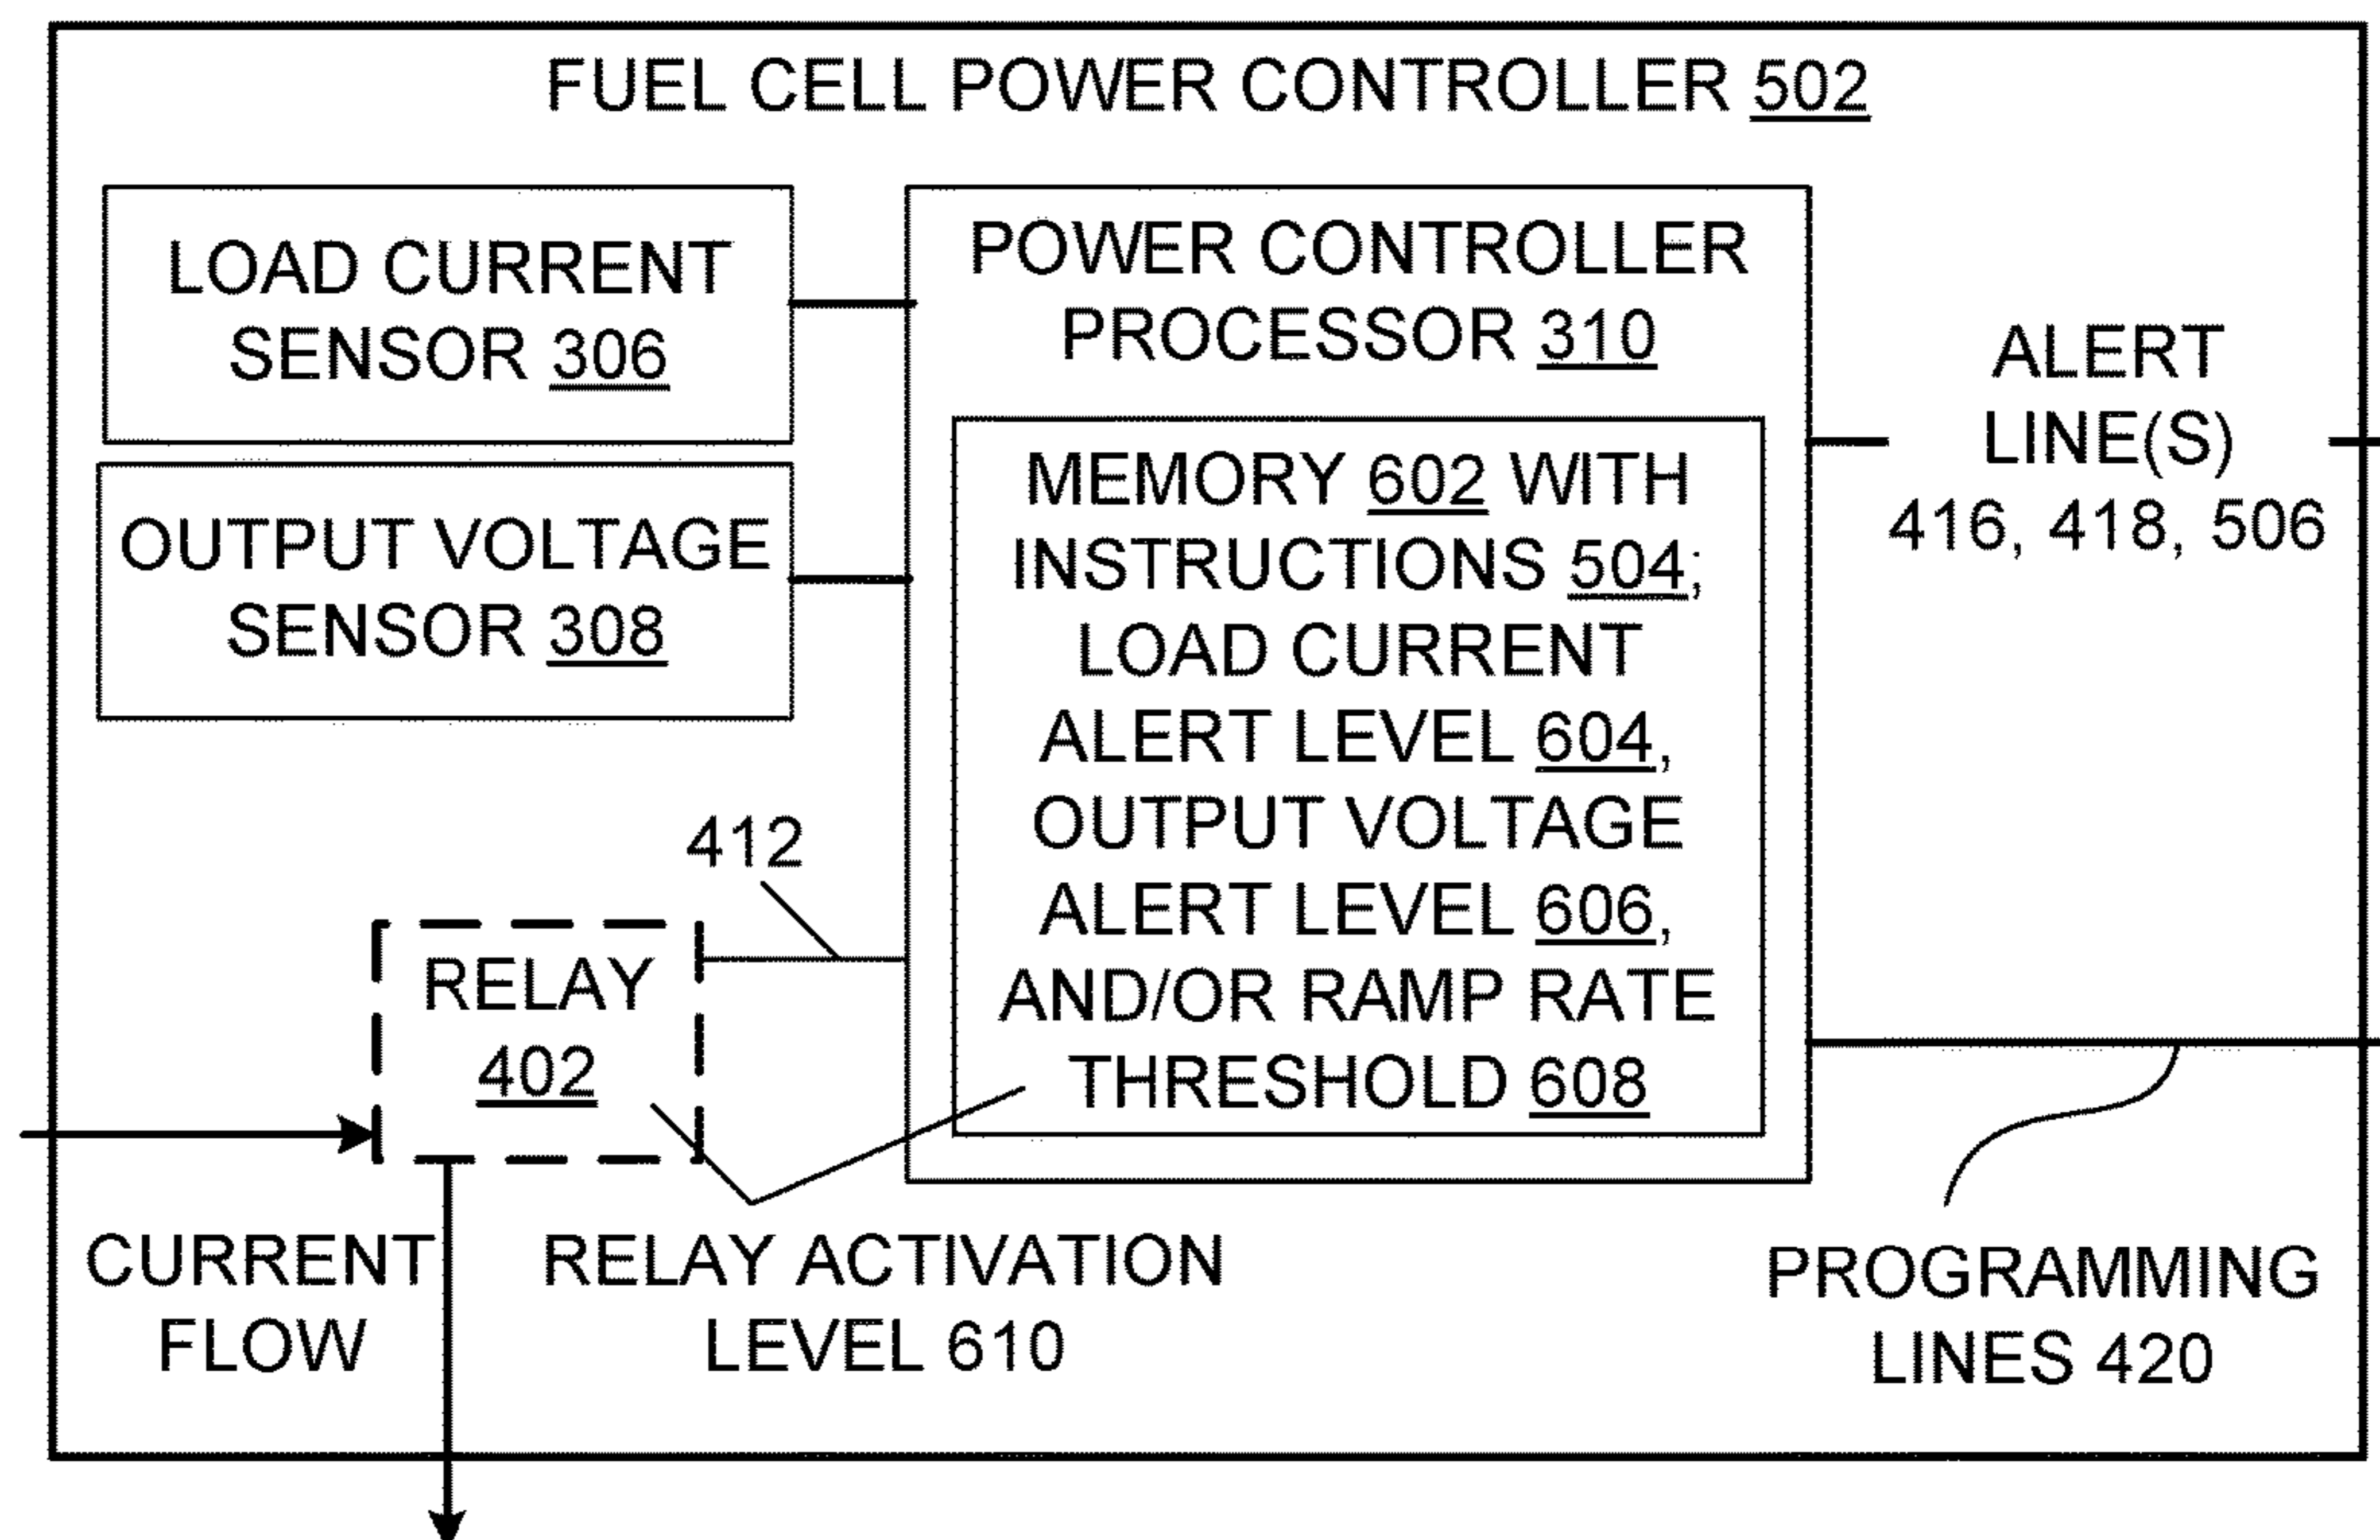 FUEL CELL POWER CONTROLLER 502
LOAD CURRENT
SENSOR 306
OUTPUT VOLTAGE
SENSOR 308
POWER CONTROLLER
PROCESSOR 310
MEMORY 602 WITH
INSTRUCTIONS 504;
LOAD CURRENT
ALERT LEVEL 604,
OUTPUT VOLTAGE
ALERT LEVEL 606,
AND/OR RAMP RATE
THRESHOLD 608
ALERT
LINE(S)
416, 418, 506
412
RELAY
402
CURRENT
FLOW
RELAY ACTIVATION
LEVEL 610
PROGRAMMING
LINES 420